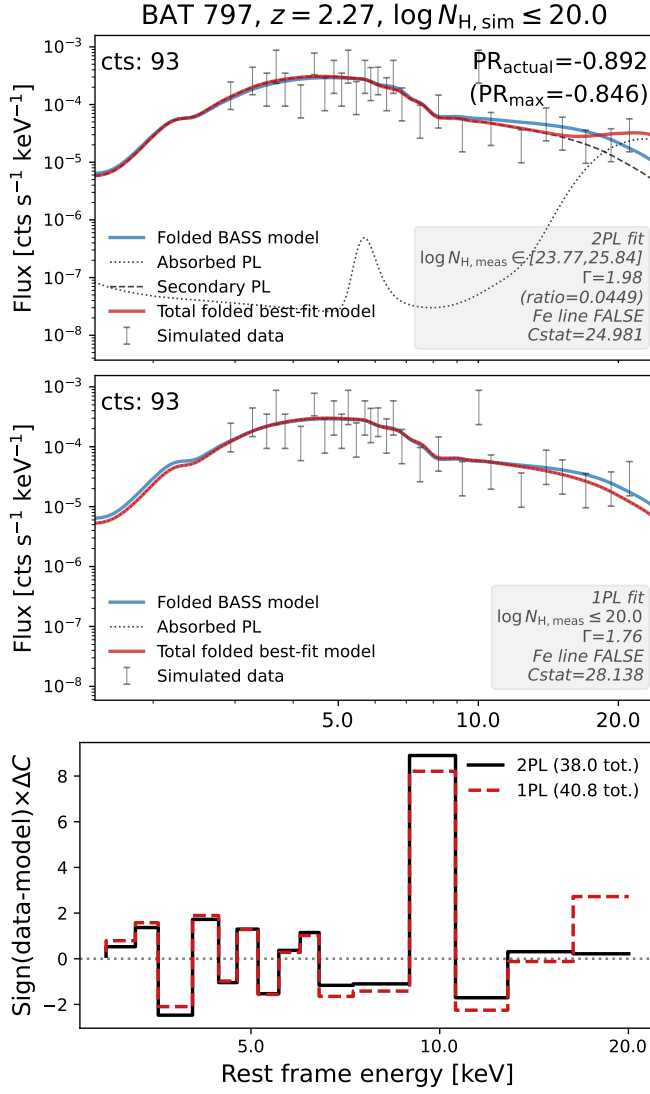 BAT 797, z = 2.27, log N_H,sim ≤ 20.0
cts: 93
PR_actual=-0.892
(PR_max=-0.846)
10⁻³
10⁻⁴
10⁻⁵
10⁻⁶
10⁻⁷
10⁻⁸
Flux [cts s⁻¹ keV⁻¹]
Folded BASS model
Absorbed PL
Secondary PL
Total folded best-fit model
Simulated data
2PL fit
log N_H,meas ∈ [23.77,25.84]
Γ=1.98
(ratio=0.0449)
Fe line FALSE
Cstat=24.981
cts: 93
10⁻³
10⁻⁴
10⁻⁵
10⁻⁶
10⁻⁷
10⁻⁸
Flux [cts s⁻¹ keV⁻¹]
Folded BASS model
Absorbed PL
Total folded best-fit model
Simulated data
1PL fit
log N_H,meas ≤ 20.0
Γ=1.76
Fe line FALSE
Cstat=28.138
5.0 10.0 20.0
2PL (38.0 tot.)
1PL (40.8 tot.)
8
6
4
2
0
−2
Sign(data-model)×ΔC
5.0 10.0 20.0
Rest frame energy [keV]